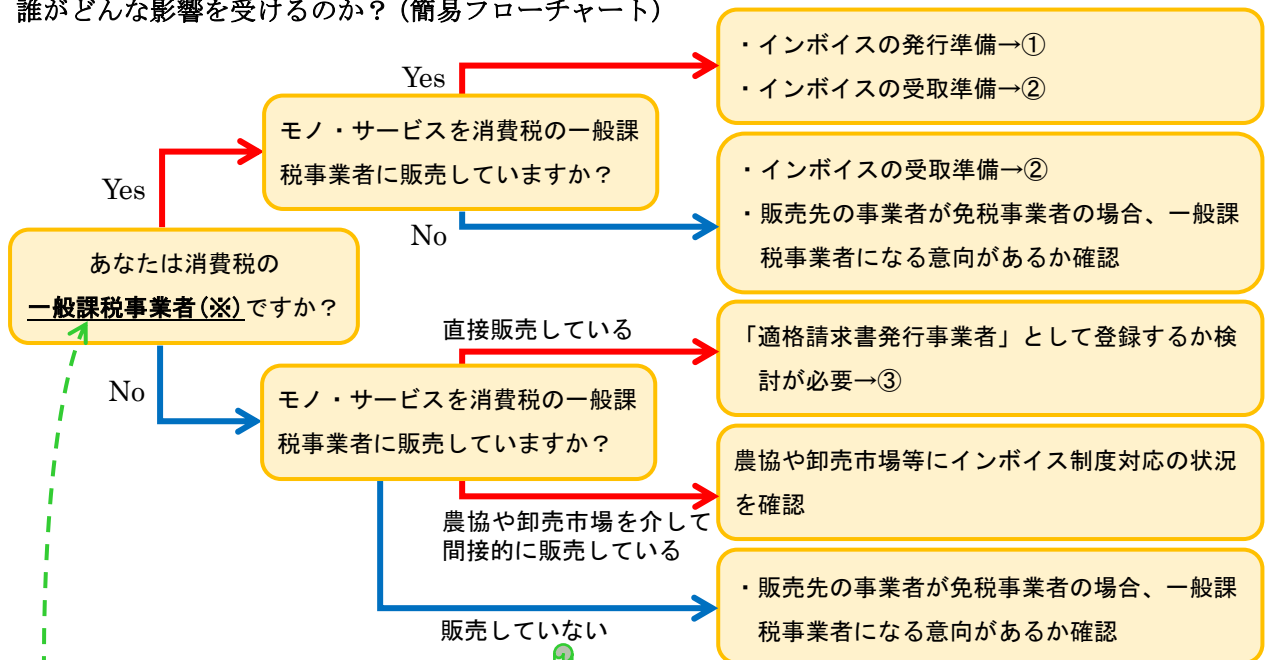 誰がどんな影響を受けるのか？（簡易フローチャート）
・インボイスの発行準備→①
・インボイスの受取準備→②
Yes
モノ・サービスを消費税の一般課
税事業者に販売していますか？
・インボイスの受取準備→②
・販売先の事業者が免税事業者の場合、一般課
税事業者になる意向があるか確認
Yes
No
あなたは消費税の
一般課税事業者(※)ですか？
直接販売している
「適格請求書発行事業者」として登録するか検
討が必要→③
No
モノ・サービスを消費税の一般課
税事業者に販売していますか？
農協や卸売市場等にインボイス制度対応の状況
を確認
農協や卸売市場を介して
間接的に販売している
・販売先の事業者が免税事業者の場合、一般課
税事業者になる意向があるか確認
販売していない